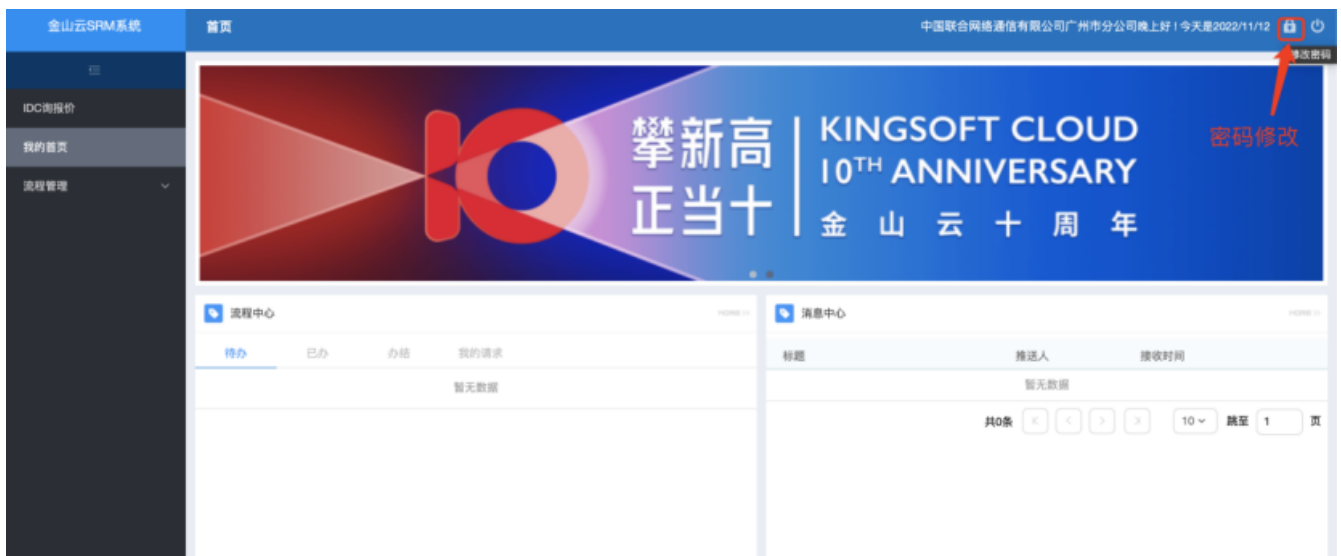 金山云SRM系统
首页
中国联合网络通信有限公司广州市分公司晚上好！今天是2022/11/12
修改密码
IDC询报价
我的首页
流程管理
密码修改
攀新高
正当十
KINGSOFT CLOUD
10TH ANNIVERSARY
金山云十周年
流程中心
MORE>>
消息中心
MORE>>
待办 已办 办结 我的请求
暂无数据
标题 推送人 接收时间
暂无数据
共0条 10 跳至 1 页